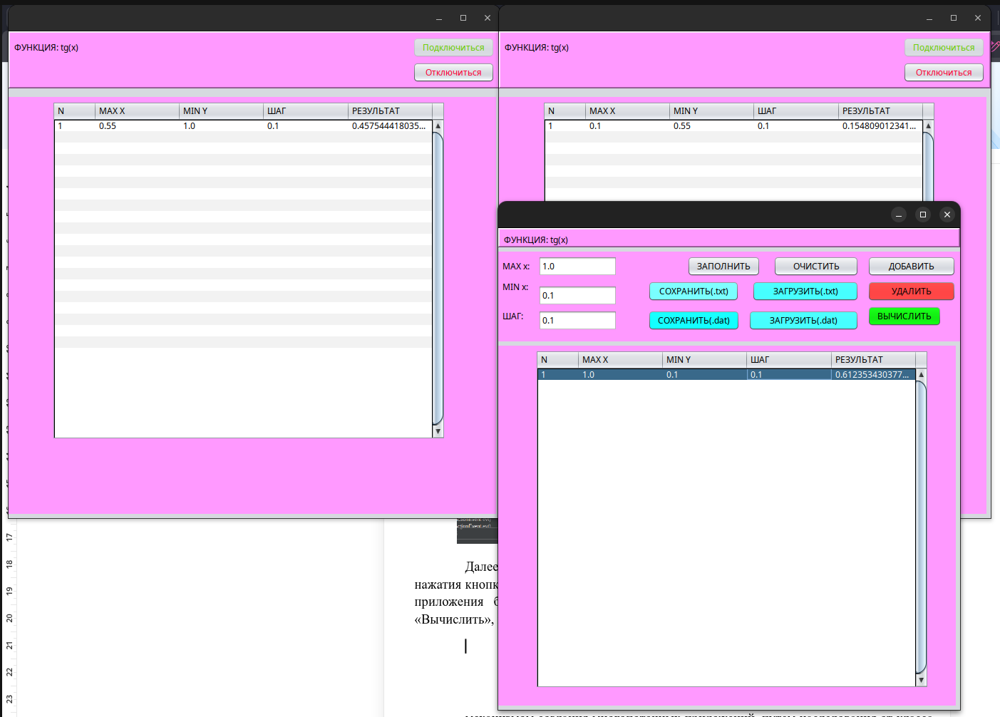 ФУНКЦИЯ: tg(x)
Подключиться
Отключиться
N MAX X MIN Y ШАГ РЕЗУЛЬТАТ
1 0.55 1.0 0.1 0.457544418035...
ФУНКЦИЯ: tg(x)
Подключиться
Отключиться
N MAX X MIN Y ШАГ РЕЗУЛЬТАТ
1 0.1 0.55 0.1 0.154809012341...
ФУНКЦИЯ: tg(x)
MAX x: 1.0 ЗАПОЛНИТЬ ОЧИСТИТЬ ДОБАВИТЬ
MIN x: 0.1 СОХРАНИТЬ(.txt) ЗАГРУЗИТЬ(.txt) УДАЛИТЬ
ШАГ: 0.1 СОХРАНИТЬ(.dat) ЗАГРУЗИТЬ(.dat) ВЫЧИСЛИТЬ
N MAX X MIN Y ШАГ РЕЗУЛЬТАТ
1 1.0 0.1 0.1 0.612353430377...
17
18
19
20
21
22
23
Далее
нажатия кнопк
приложения б
«Вычислить»,